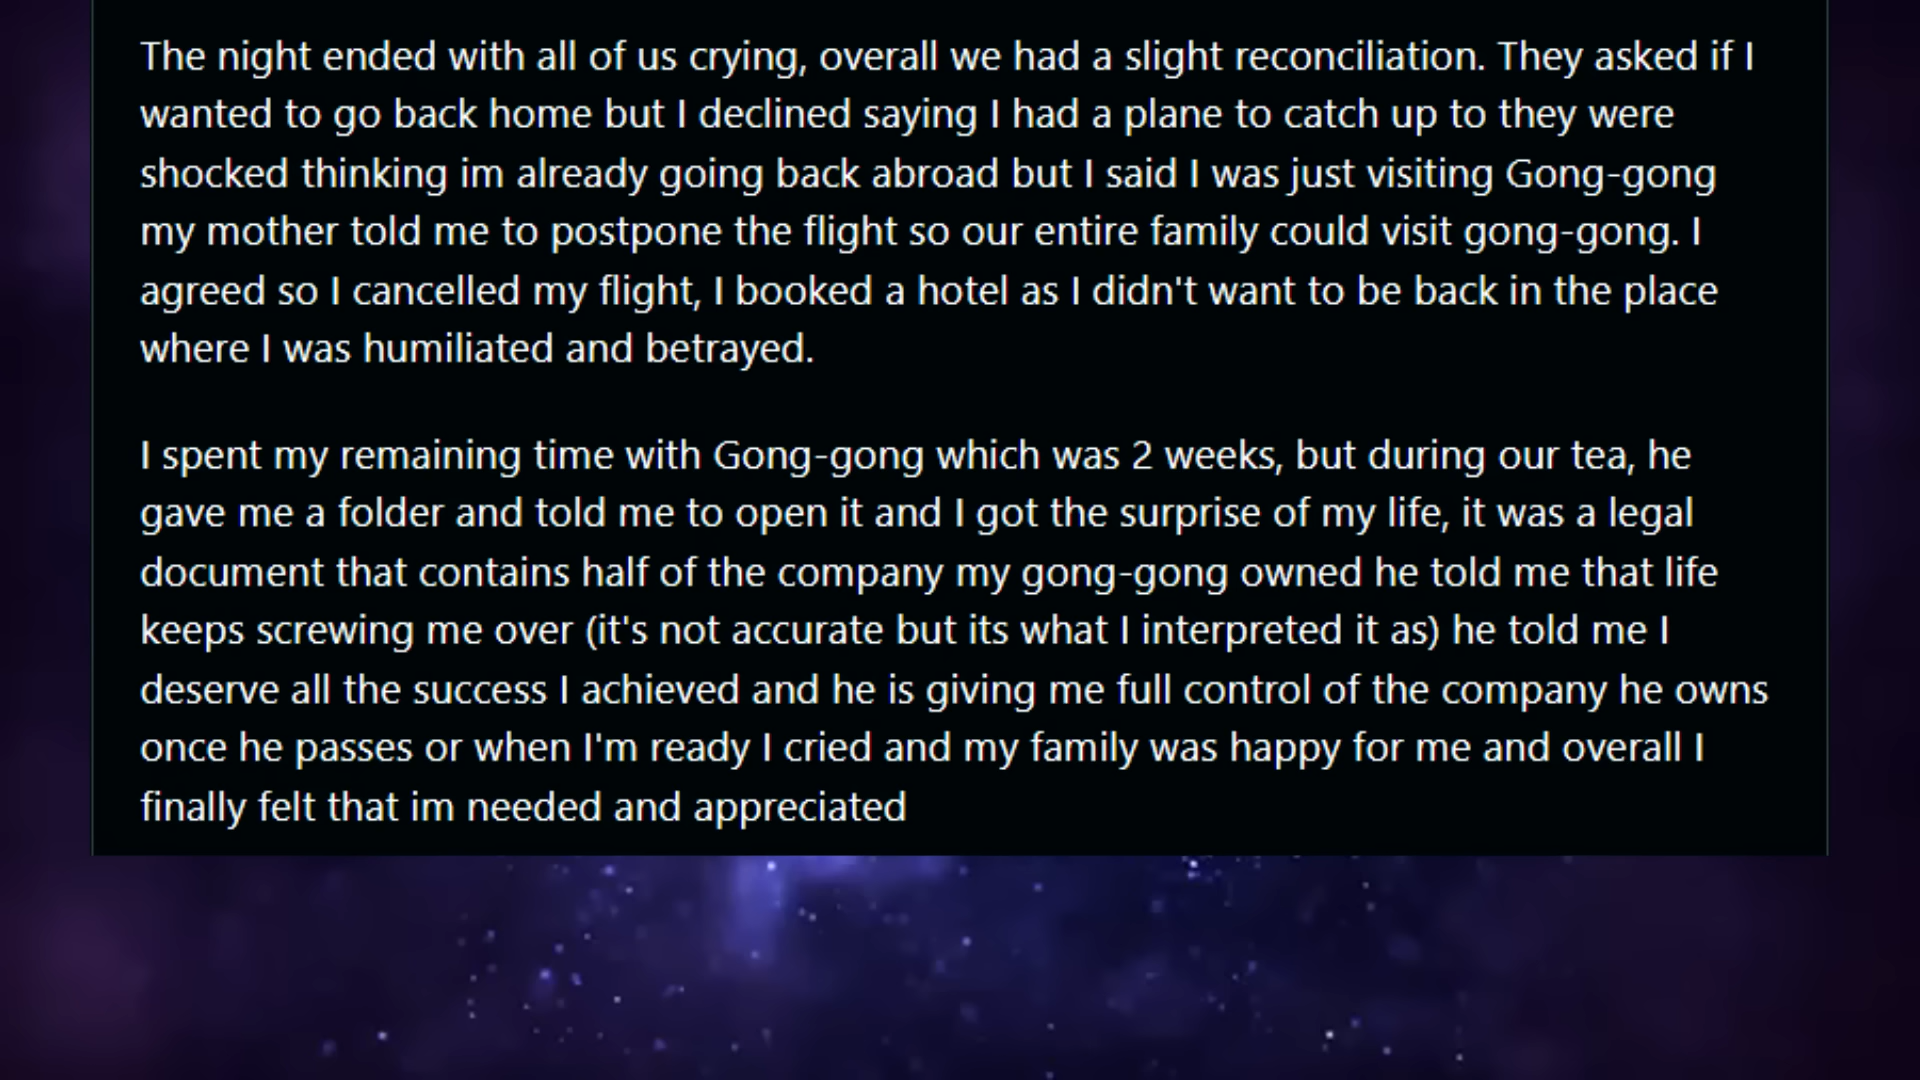 The night ended with all of us crying, overall we had a slight reconciliation. They asked if I
wanted to go back home but I declined saying I had a plane to catch up to they were
shocked thinking im already going back abroad but I said I was just visiting Gong-gong
my mother told me to postpone the flight so our entire family could visit gong-gong. I
agreed so I cancelled my flight, I booked a hotel as I didn't want to be back in the place
where I was humiliated and betrayed.
I spent my remaining time with Gong-gong which was 2 weeks, but during our tea, he
gave me a folder and told me to open it and I got the surprise of my life, it was a legal
document that contains half of the company my gong-gong owned he told me that life
keeps screwing me over (it's not accurate but its what I interpreted it as) he told me I
deserve all the success I achieved and he is giving me full control of the company he owns
once he passes or when I'm ready I cried and my family was happy for me and overall I
finally felt that im needed and appreciated